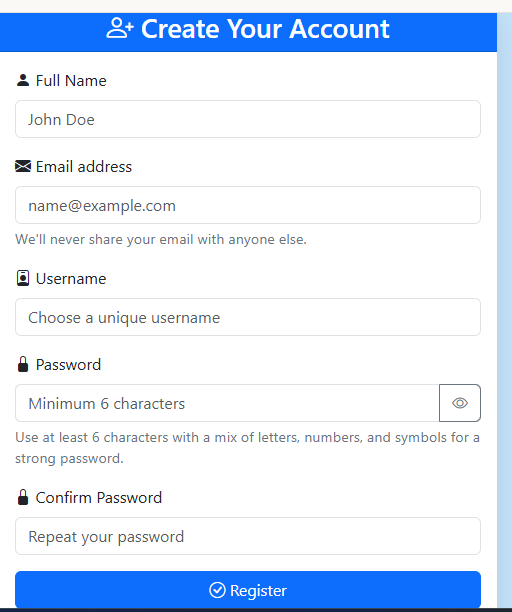 Create Your Account
Full Name
John Doe
Email address
name@example.com
We'll never share your email with anyone else.
Username
Choose a unique username
Password
Minimum 6 characters
Use at least 6 characters with a mix of letters, numbers, and symbols for a
strong password.
Confirm Password
Repeat your password
Register